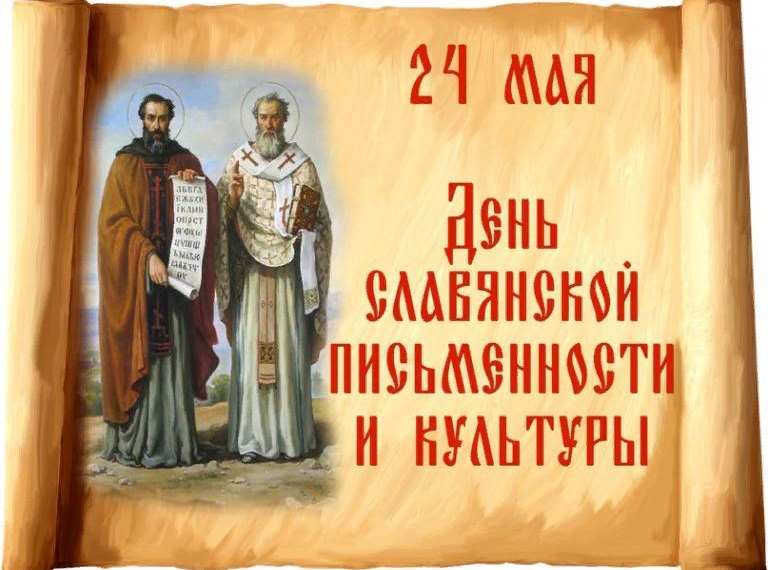 24 мая
День
славянской
письменности
и культуры